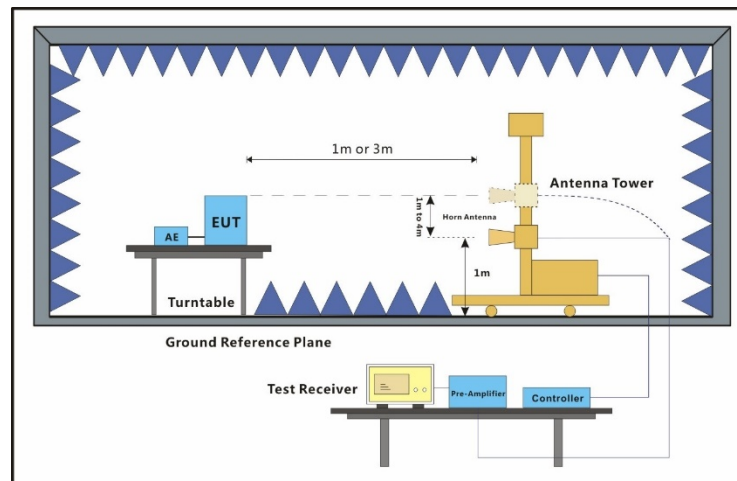 1m or 3m
Antenna Tower
1m to 4m
Horn Antenna
EUT
AE
1m
Turntable
Ground Reference Plane
Test Receiver
Pre-Amplifier
Controller